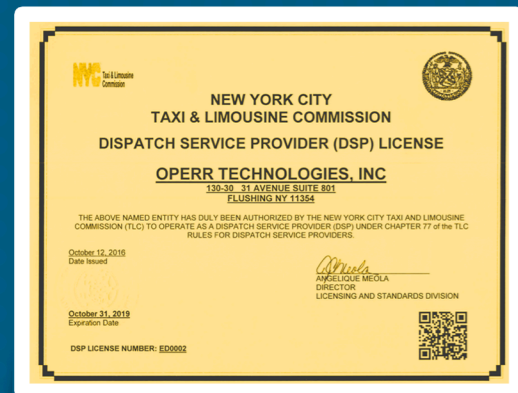 NYC Taxi & Limousine
Commission
NEW YORK CITY
TAXI & LIMOUSINE COMMISSION
DISPATCH SERVICE PROVIDER (DSP) LICENSE
OPERR TECHNOLOGIES, INC
130-30 31 AVENUE SUITE 801
FLUSHING NY 11354
THE ABOVE NAMED ENTITY HAS DULY BEEN AUTHORIZED BY THE NEW YORK CITY TAXI AND LIMOUSINE
COMMISSION (TLC) TO OPERATE AS A DISPATCH SERVICE PROVIDER (DSP) UNDER CHAPTER 77 of the TLC
RULES FOR DISPATCH SERVICE PROVIDERS.
October 12, 2016
Date Issued
AMeola
ANGELIQUE MEOLA
DIRECTOR
LICENSING AND STANDARDS DIVISION
October 31, 2019
Expiration Date
DSP LICENSE NUMBER: ED0002